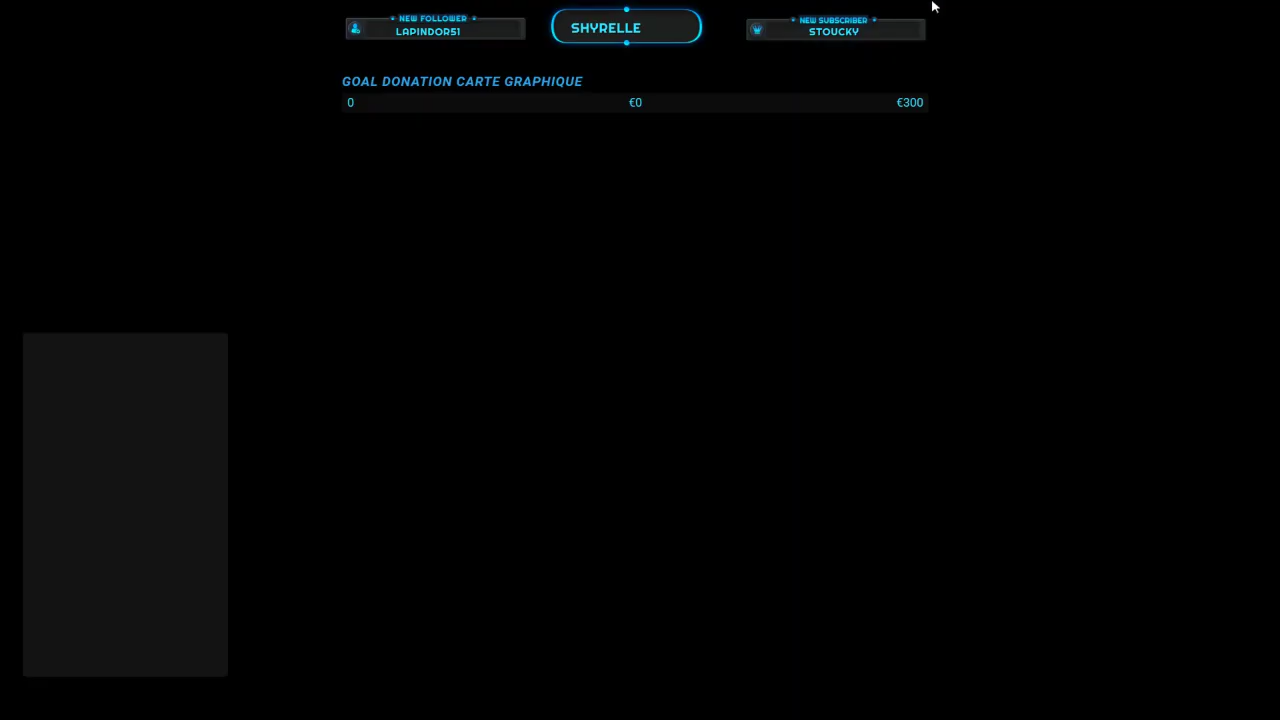 NEW FOLLOWER
LAPINDOR51
SHYRELLE
NEW SUBSCRIBER
STOUCKY
GOAL DONATION CARTE GRAPHIQUE
0 €0 €300